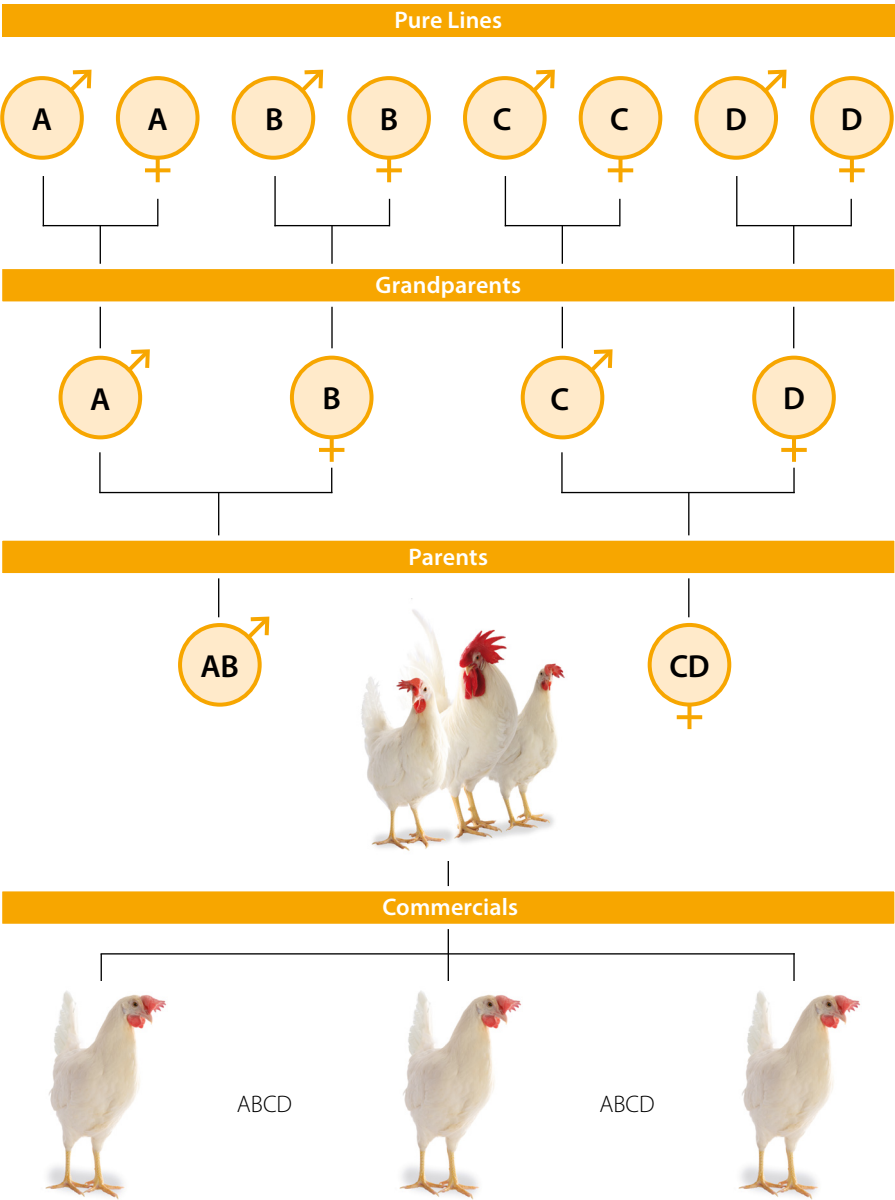 Pure Lines
A A B B C C D D
Grandparents
A B C D
Parents
AB CD
Commercials
ABCD ABCD